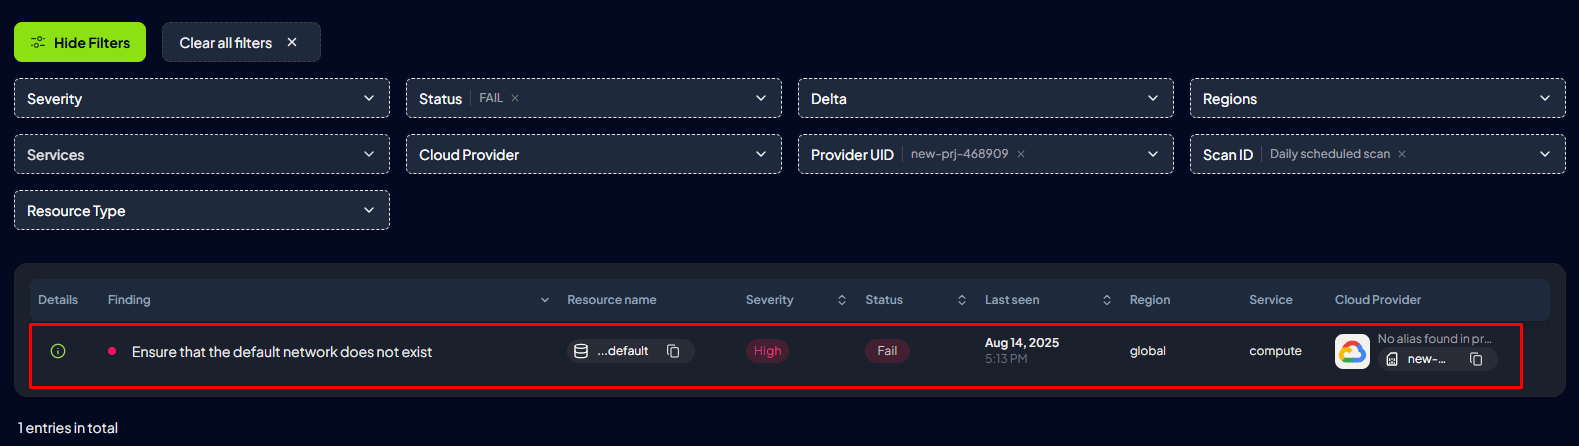 Hide Filters
Clear all filters ×
Severity
Status FAIL ×
Delta
Regions
Services
Cloud Provider
Provider UID new-prj-468909 ×
Scan ID Daily scheduled scan ×
Resource Type
Details Finding Resource name Severity Status Last seen Region Service Cloud Provider
Ensure that the default network does not exist ...default High Fail Aug 14, 2025 global compute No alias found in pr...
5:13 PM new-...
1 entries in total